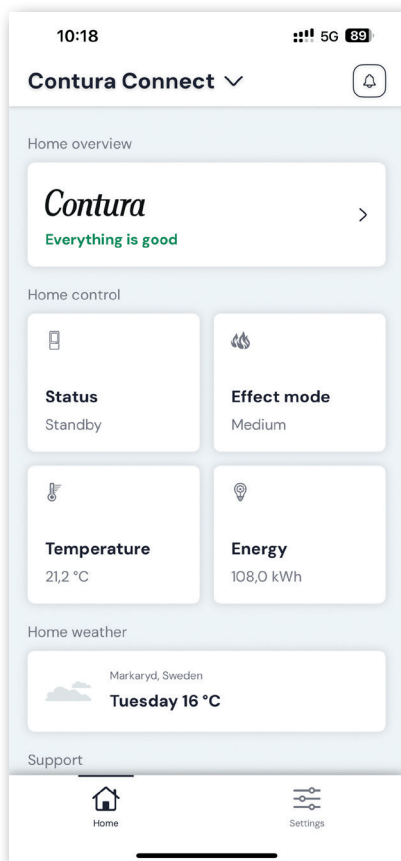 10:18 5G 89
Contura Connect
Home overview
Contura
Everything is good
Home control
Status
Standby
Effect mode
Medium
Temperature
21,2 °C
Energy
108,0 kWh
Home weather
Markaryd, Sweden
Tuesday 16 °C
Support
Home
Settings